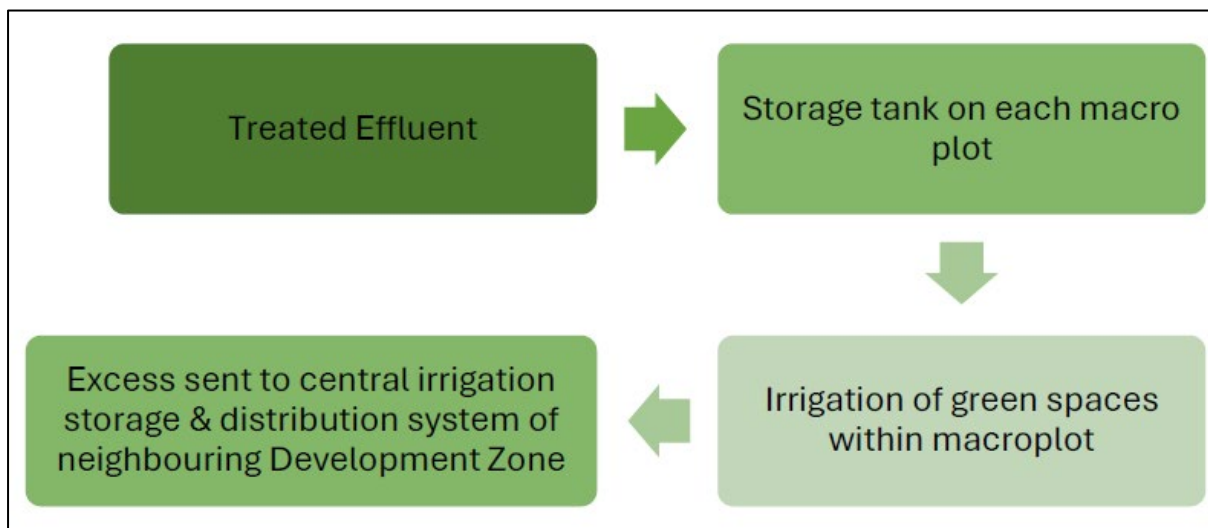 Treated Effluent
Storage tank on each macro
plot
Irrigation of green spaces
within macroplot
Excess sent to central irrigation
storage & distribution system of
neighbouring Development Zone